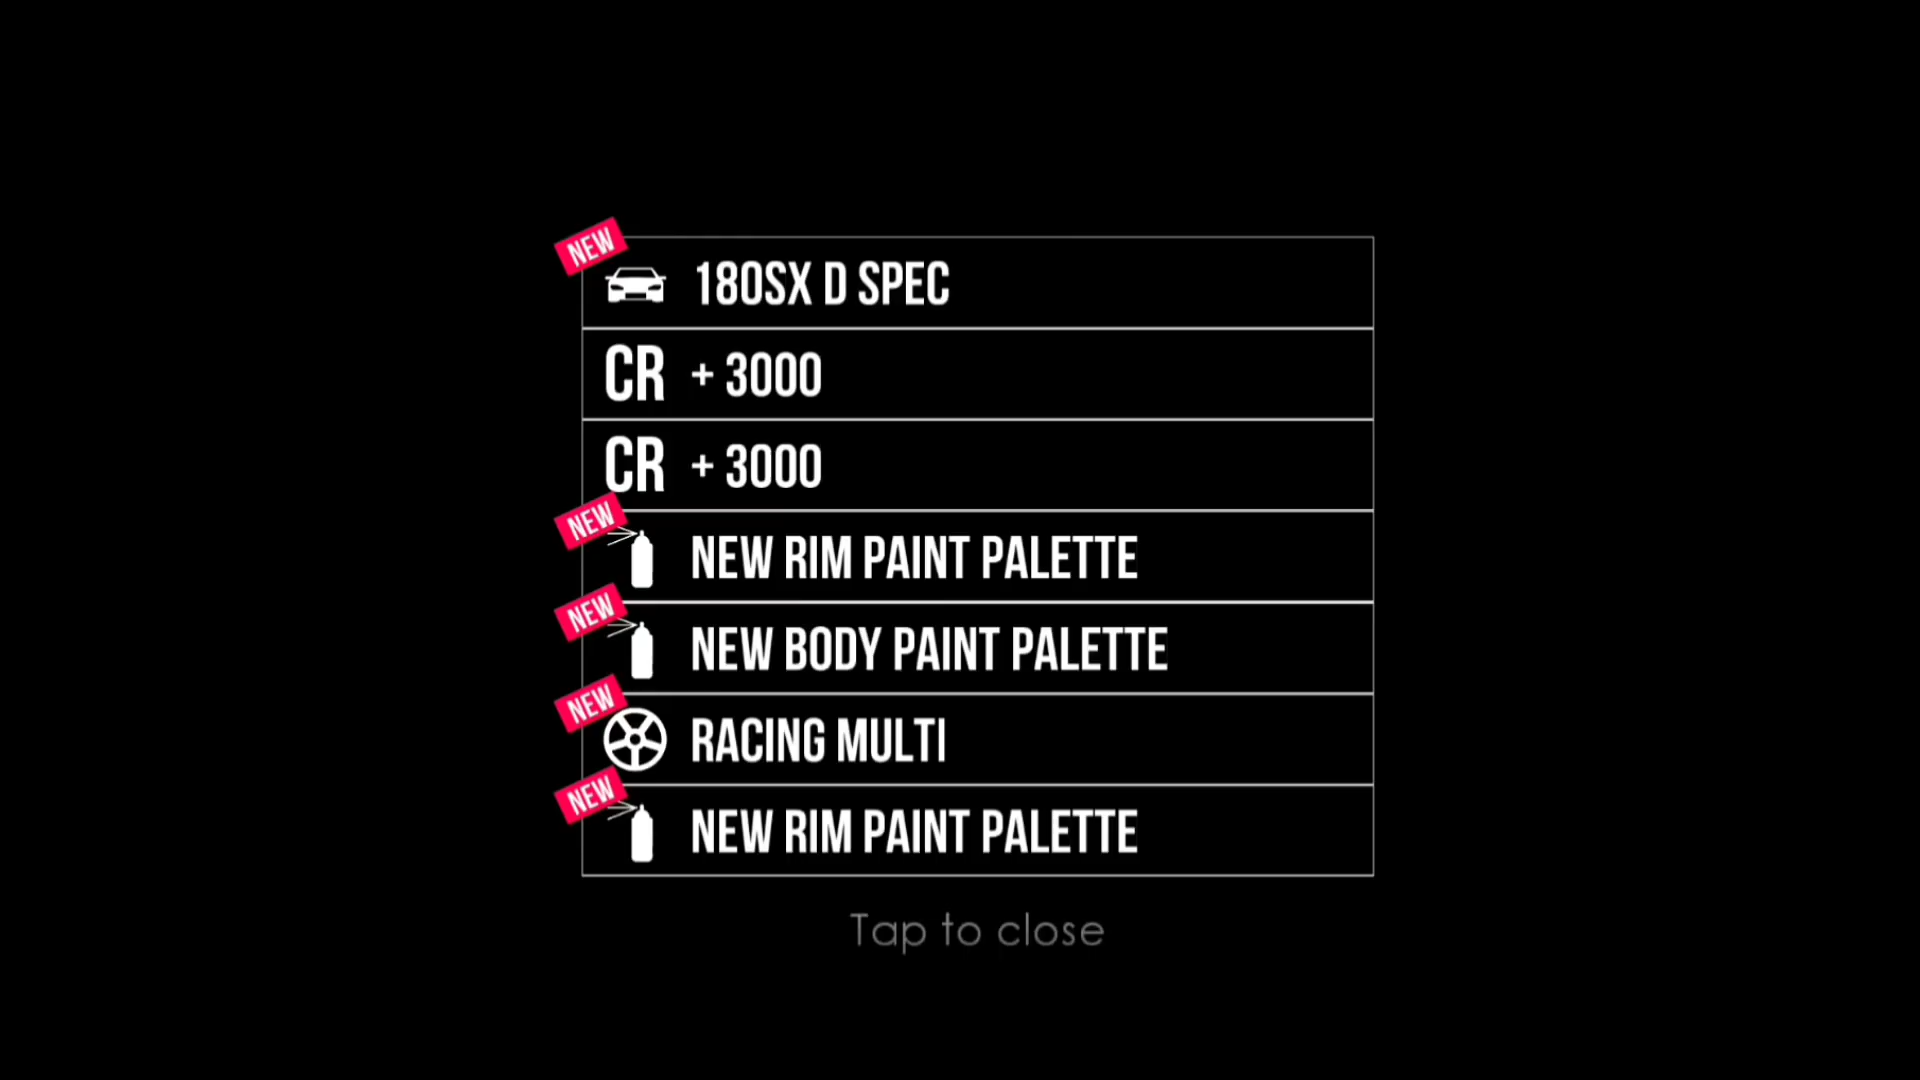 NEW
180SX D SPEC
CR + 3000
CR + 3000
NEW
NEW RIM PAINT PALETTE
NEW
NEW BODY PAINT PALETTE
NEW
RACING MULTI
NEW
NEW RIM PAINT PALETTE
Tap to close